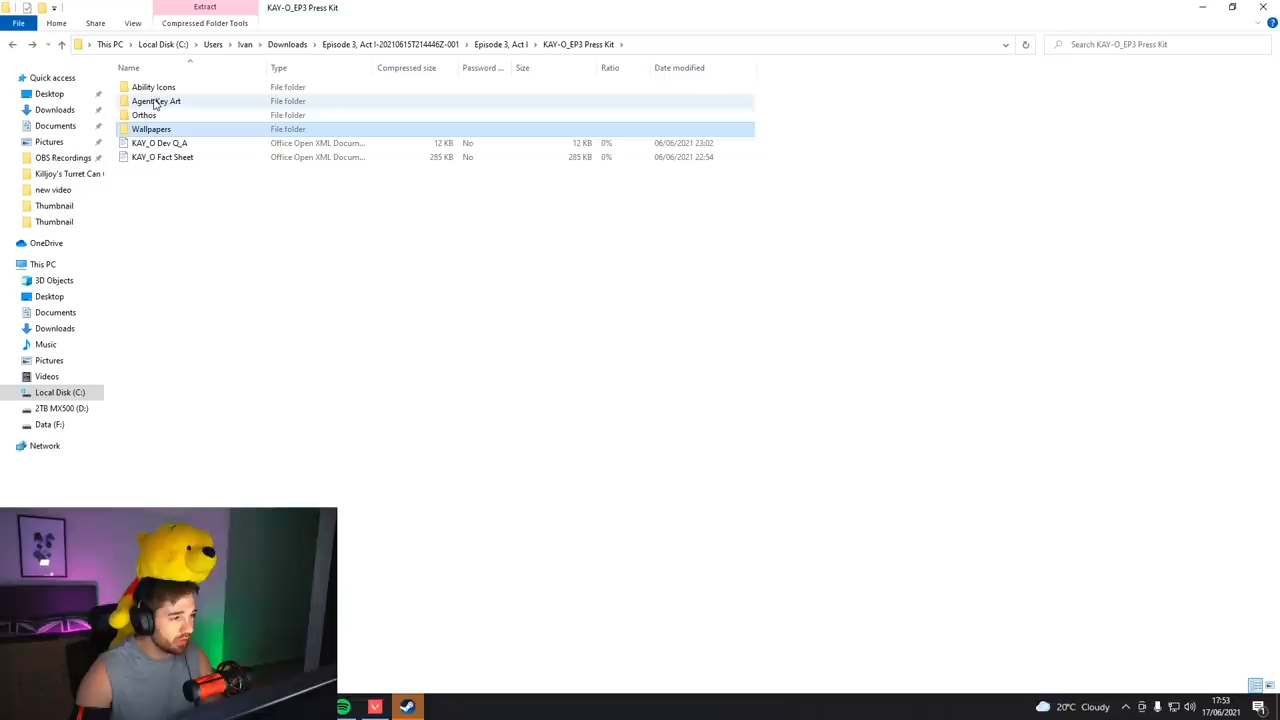 Extract
KAY-O_EP3 Press Kit
File
Home
Share
View
Compressed Folder Tools
This PC
Local Disk (C:)
Users
Ivan
Downloads
Episode 3, Act I-20210615T214446Z-001
Episode 3, Act I
KAY-O_EP3 Press Kit
Search KAY-O_EP3 Press Kit
Name
Type
Compressed size
Password ...
Size
Ratio
Date modified
Ability Icons
File folder
Agent Key Art
File folder
Orthos
File folder
Wallpapers
File folder
KAY_O Dev Q_A
Office Open XML Docum...
12 KB
No
12 KB
0%
06/06/2021 23:02
KAY_O Fact Sheet
Office Open XML Docum...
285 KB
No
285 KB
0%
06/06/2021 22:54
Quick access
Desktop
Downloads
Documents
Pictures
OBS Recordings
Killjoy's Turret Can
new video
Thumbnail
Thumbnail
OneDrive
This PC
3D Objects
Desktop
Documents
Downloads
Music
Pictures
Videos
Local Disk (C:)
2TB MX500 (D:)
Data (F:)
Network
20°C Cloudy
17:53
17/06/2021